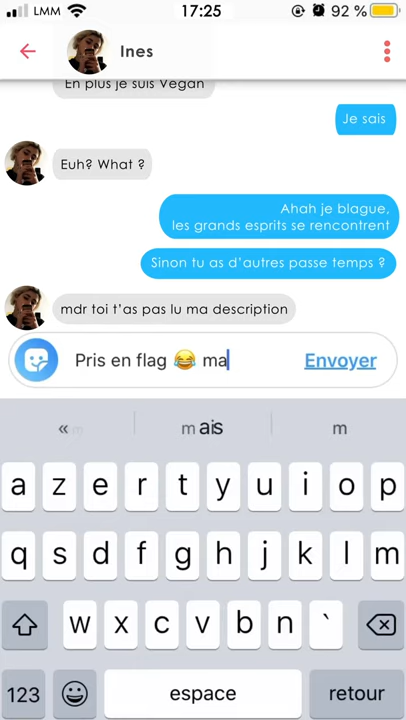 LMM 17:25 92 %
Ines
En plus je suis Vegan
Je sais
Euh? What ?
Ahah je blague,
les grands esprits se rencontrent
Sinon tu as d'autres passe temps ?
mdr toi t'as pas lu ma description
Pris en flag 😂 ma Envoyer
« m mais m
a z e r t y u i o p
q s d f g h j k l m
w x c v b n `
123 espace retour